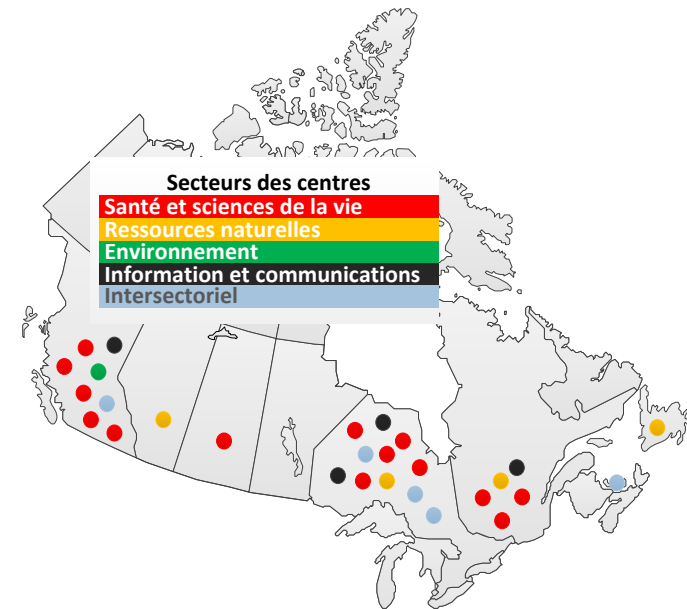 Secteurs des centres
Santé et sciences de la vie
Ressources naturelles
Environnement
Information et communications
Intersectoriel